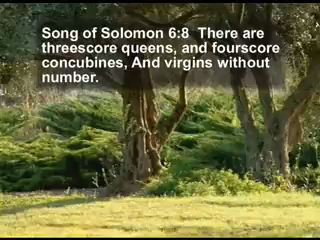 Song of Solomon 6:8  There are
threescore queens, and fourscore
concubines, And virgins without
number.